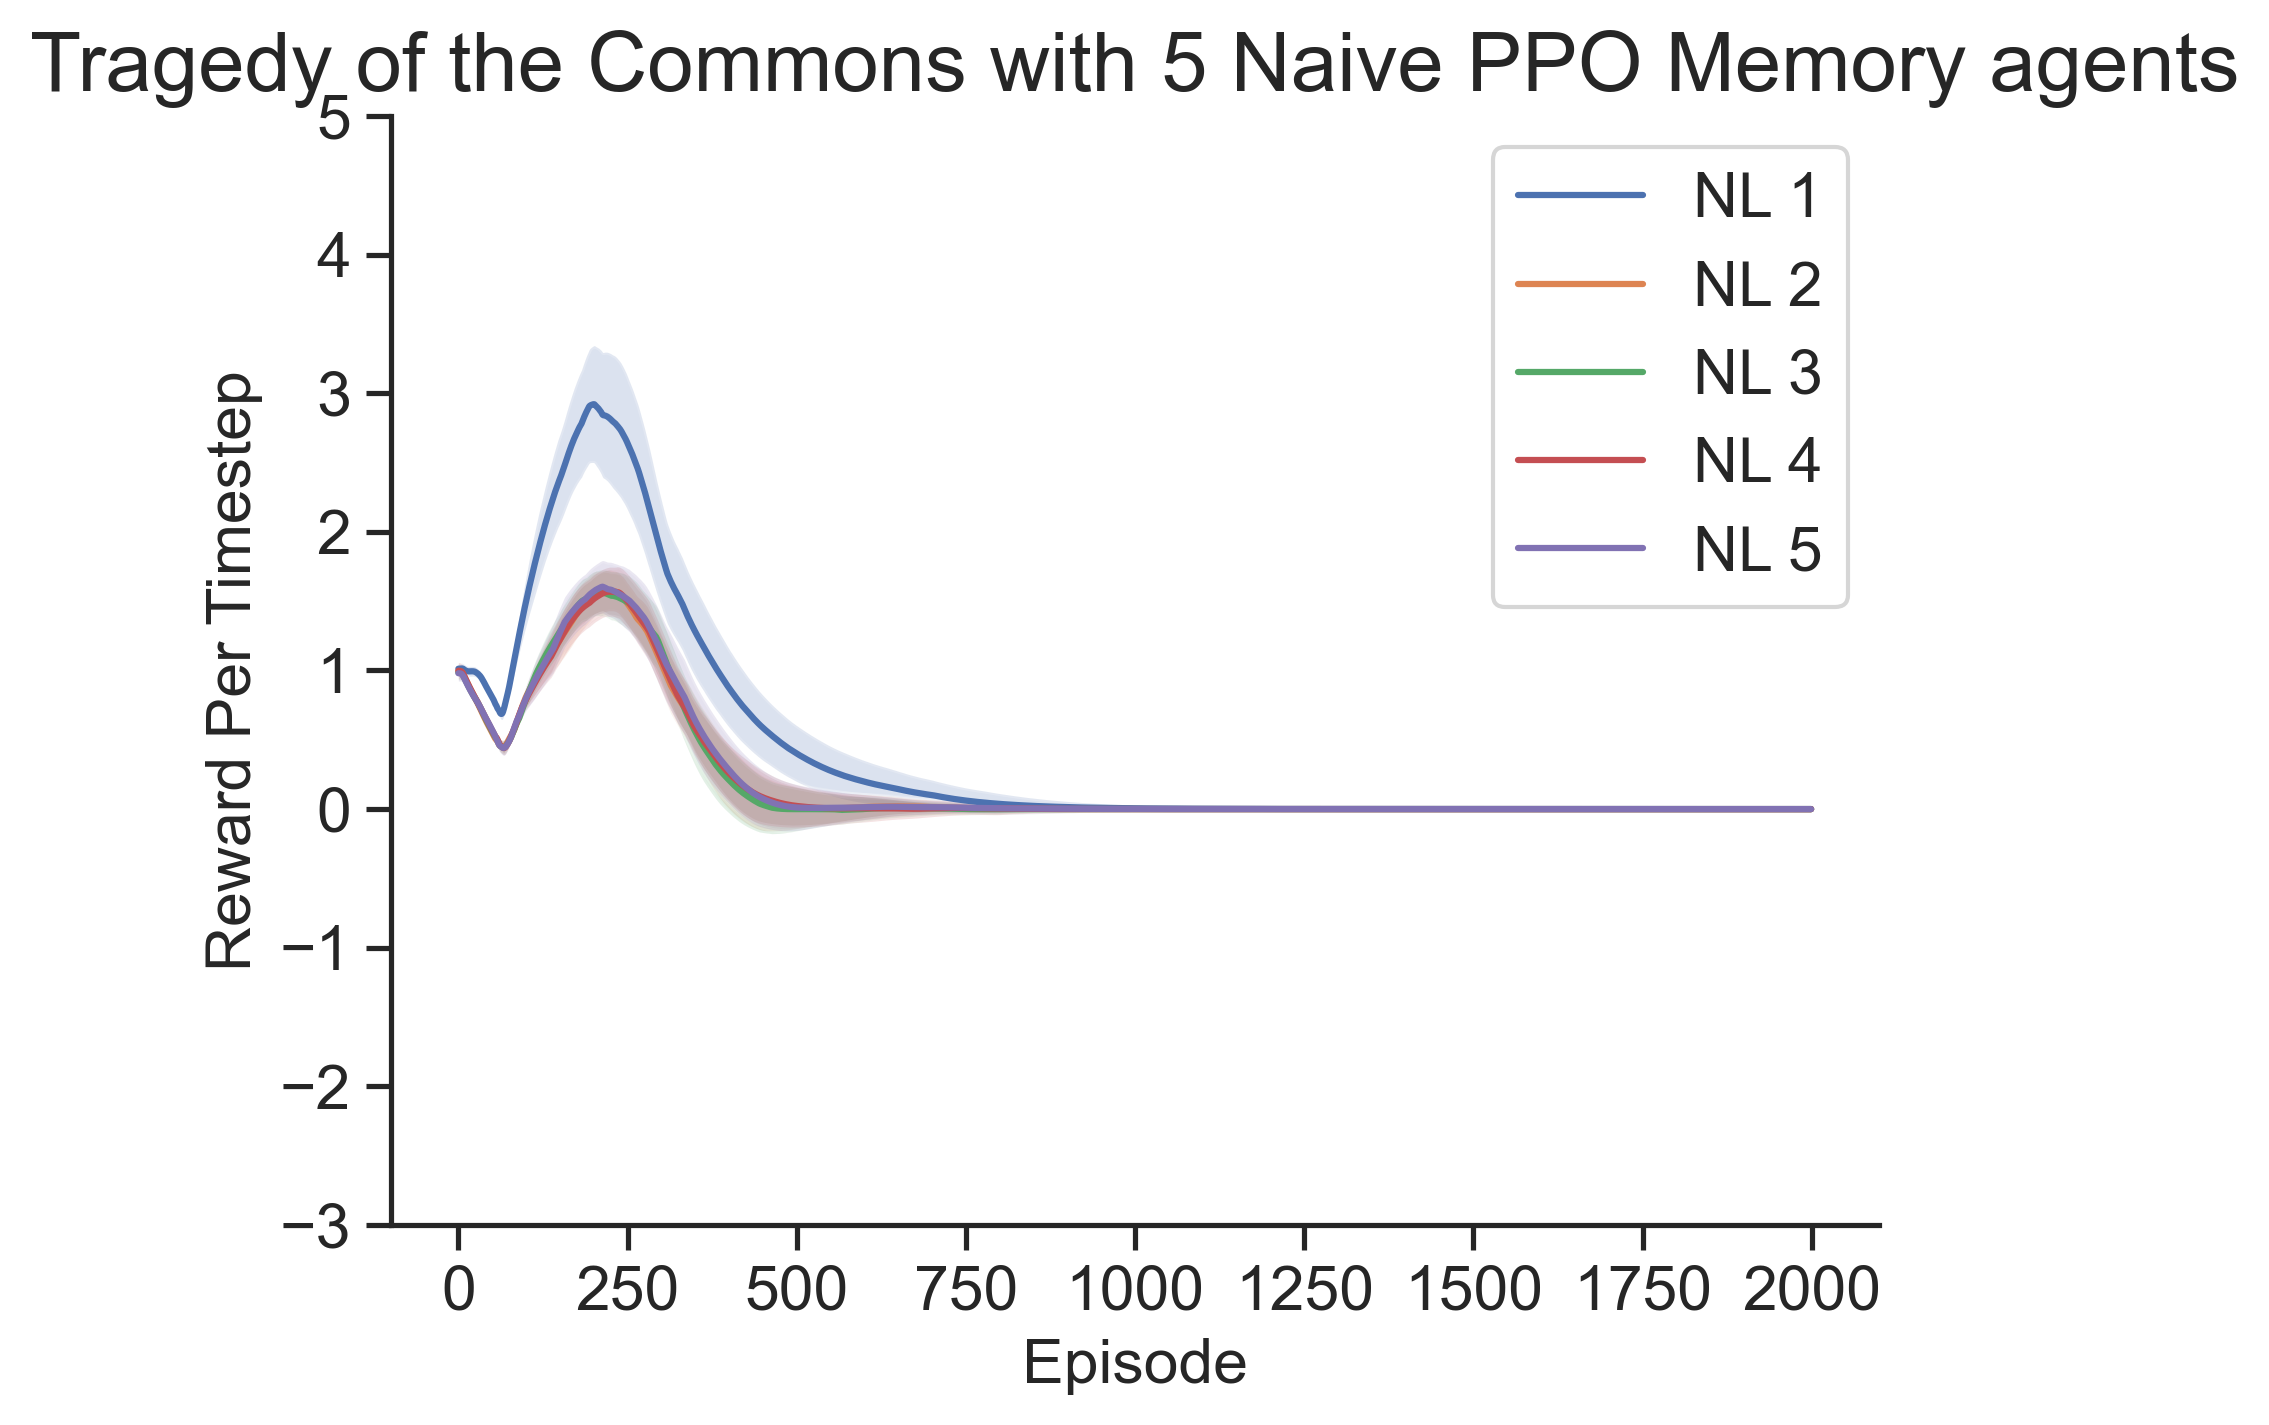 Tragedy of the Commons with 5 Naive PPO Memory agents
5
4
3
2
1
0
−1
−2
−3
Reward Per Timestep
NL 1
NL 2
NL 3
NL 4
NL 5
0 250 500 750 1000 1250 1500 1750 2000
Episode